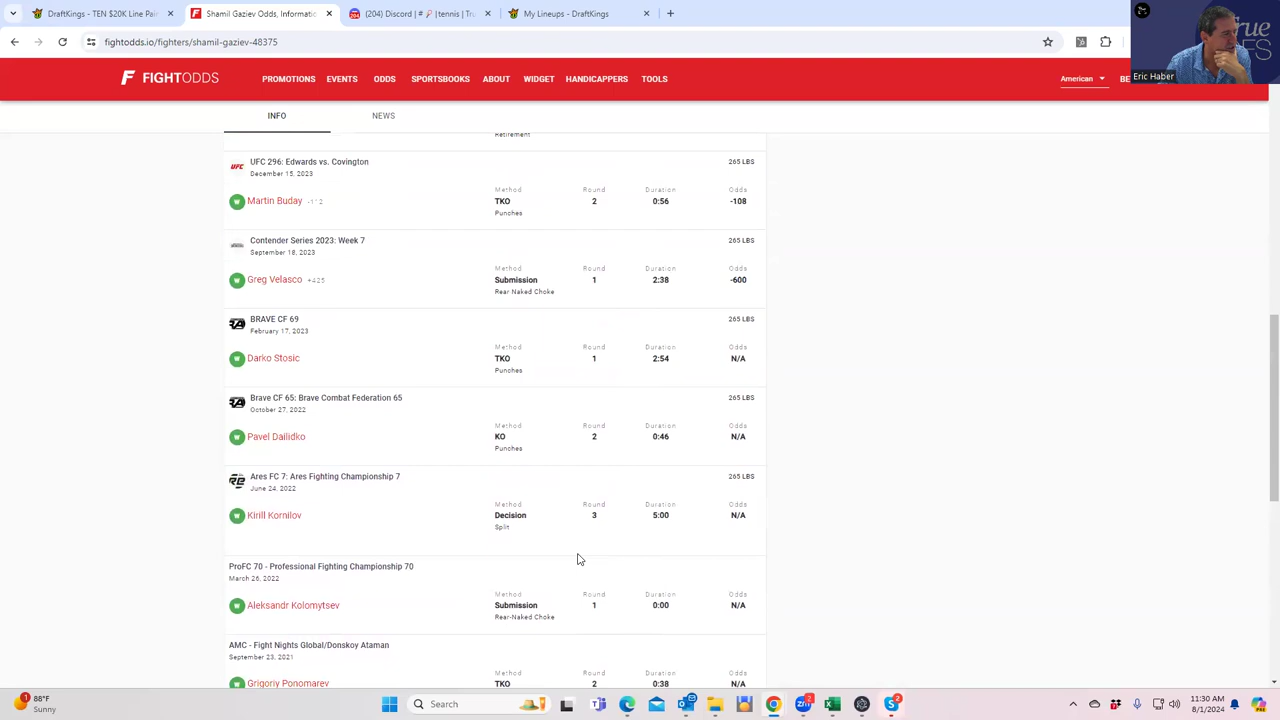 DraftKings - TEN $20K Line Pai
Shamil Gaziev UFC Odds, Informatic
(204) Discord | # 🎾 | tennis | Tru
My Lineups - DraftKings
fightodds.io/fighters/shamil-gaziev-48375
Eric Haber
FIGHTODDS
PROMOTIONS EVENTS ODDS SPORTSBOOKS ABOUT WIDGET HANDICAPPERS TOOLS
American
BE
INFO NEWS
Retirement
UFC 296: Edwards vs. Covington 265 LBS
December 15, 2023
Method Round Duration Odds
Martin Buday -112 TKO 2 0:56 -108
Punches
Contender Series 2023: Week 7 265 LBS
September 18, 2023
Method Round Duration Odds
Greg Velasco +425 Submission 1 2:38 -600
Rear Naked Choke
BRAVE CF 69 265 LBS
February 17, 2023
Method Round Duration Odds
Darko Stosic TKO 1 2:54 N/A
Punches
Brave CF 65: Brave Combat Federation 65 265 LBS
October 27, 2022
Method Round Duration Odds
Pavel Dailidko KO 2 0:46 N/A
Punches
Ares FC 7: Ares Fighting Championship 7 265 LBS
June 24, 2022
Method Round Duration Odds
Kirill Kornilov Decision 3 5:00 N/A
Split
ProFC 70 - Professional Fighting Championship 70
March 26, 2022
Method Round Duration Odds
Aleksandr Kolomytsev Submission 1 0:00 N/A
Rear-Naked Choke
AMC - Fight Nights Global/Donskoy Ataman
September 23, 2021
Method Round Duration Odds
Grigoriy Ponomarev TKO 2 0:38 N/A
88°F
Sunny
Search
11:30 AM
8/1/2024